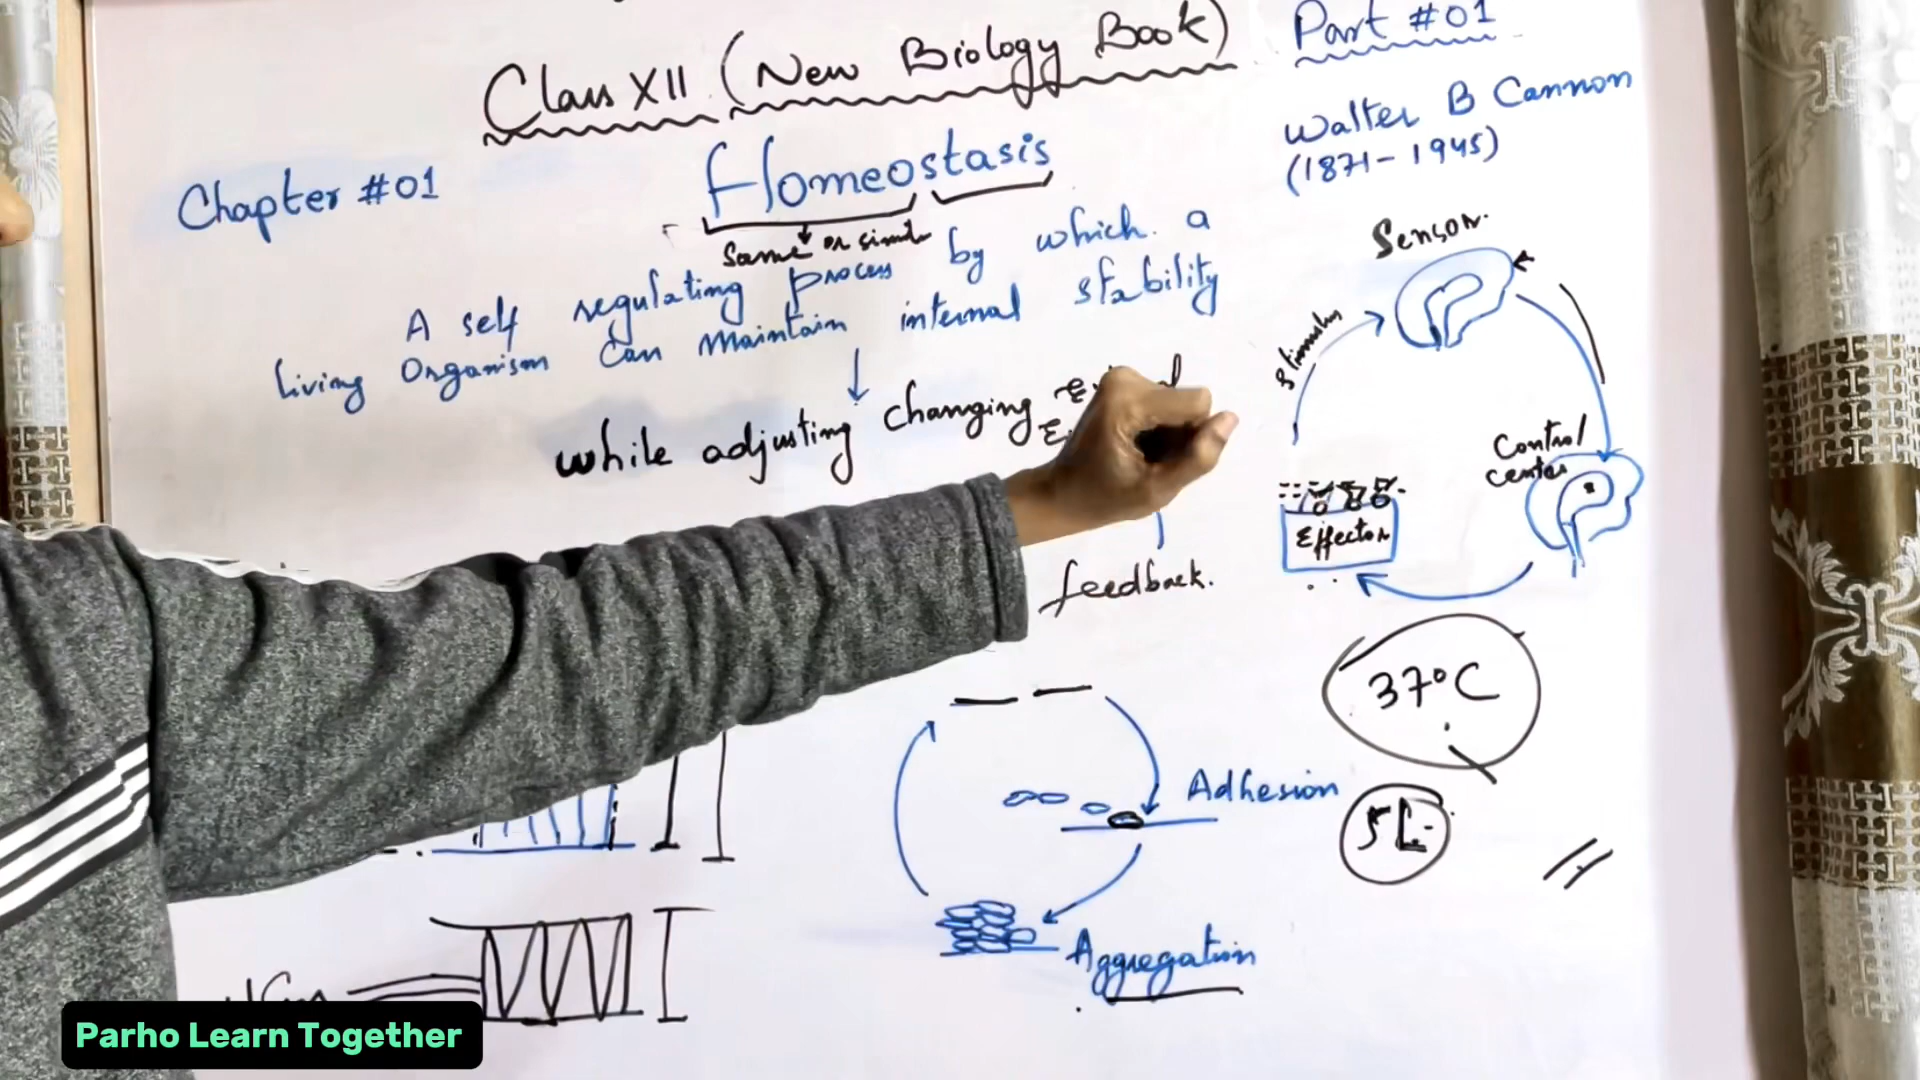 Class XII (New Biology Book)
Part #01
Walter B Cannon
(1871-1945)
Chapter #01
Homeostasis
Same or
A self regulating process by which a
living Organism Can Maintain internal stability
while adjusting changing
feedback.
Sensor.
Stimulus
Control
center
Effector
37°C
5L
Adhesion
Aggregation
Parho Learn Together